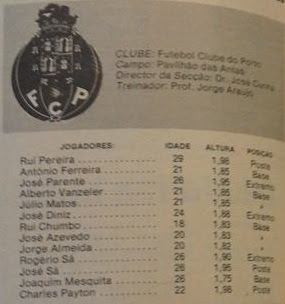 FCP
CLUBE: Futebol Clube do Porto
Campo: Pavilhão das Antas
Director da Secção: Dr. José Cunha
Treinador: Prof. Jorge Araújo
JOGADORES: IDADE ALTURA POSIÇÃO
Rui Pereira 29 1,98 Poste
António Ferreira 21 1,85 Base
José Parente 26 1,95 Extremo
Alberto Vanzeler 21 1,85 Base
Júlio Matos 21 1,85 »
José Diniz 24 1,88 Extremo
Rui Chumbo 18 1,83 Base
José Azevedo 20 1,83 »
Jorge Almeida 20 1,82 »
Rogério Sá 26 1,90 Extremo
José Sá 26 1,95 Poste
Joaquim Mesquita 26 1,75 Base
Charles Payton 22 1,98 Poste